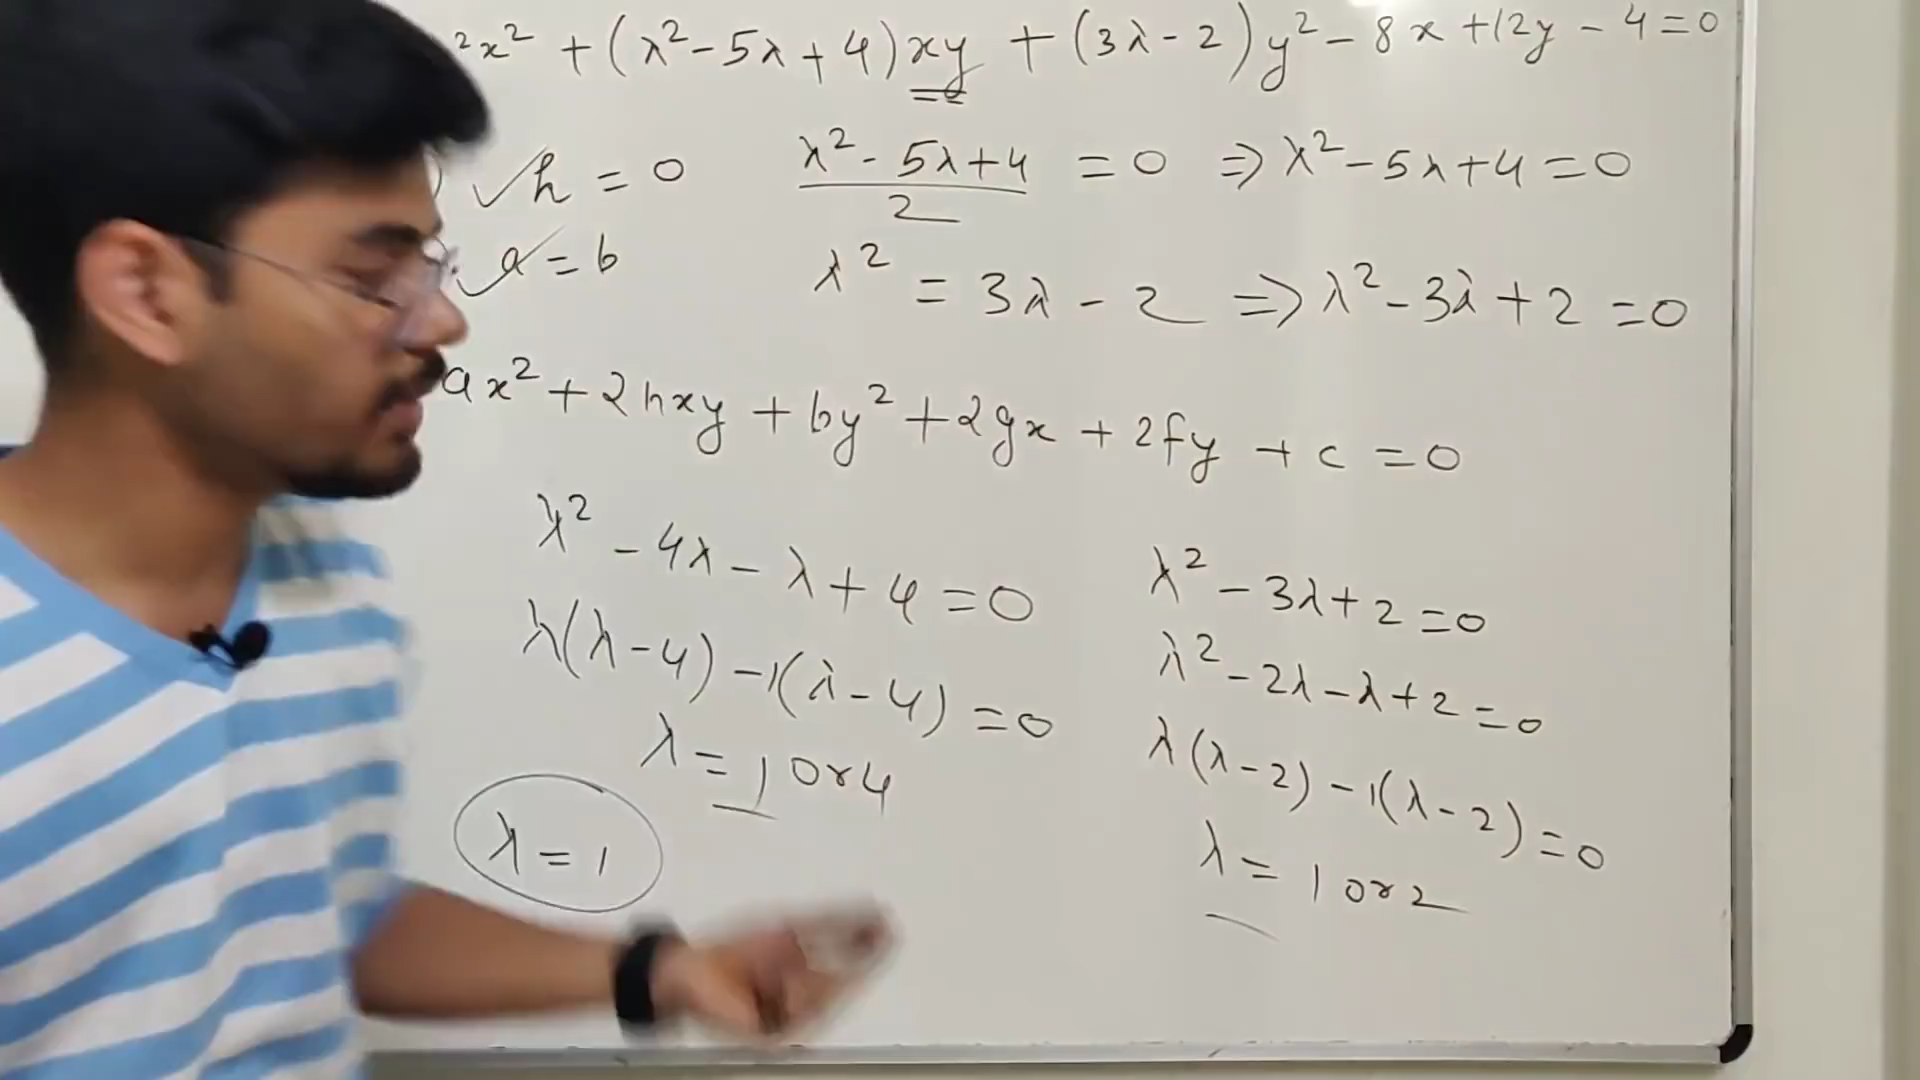 ²x² + (λ² - 5λ + 4)xy + (3λ - 2)y² - 8x + 12y - 4 = 0
✓h = 0
λ² - 5λ + 4 / 2 = 0 ⇒ λ² - 5λ + 4 = 0
✓a = b
λ² = 3λ - 2 ⇒ λ² - 3λ + 2 = 0
ax² + 2hxy + by² + 2gx + 2fy + c = 0
λ² - 4λ - λ + 4 = 0
λ(λ - 4) - 1(λ - 4) = 0
λ = 1 or 4
λ = 1
λ² - 3λ + 2 = 0
λ² - 2λ - λ + 2 = 0
λ(λ - 2) - 1(λ - 2) = 0
λ = 1 or 2